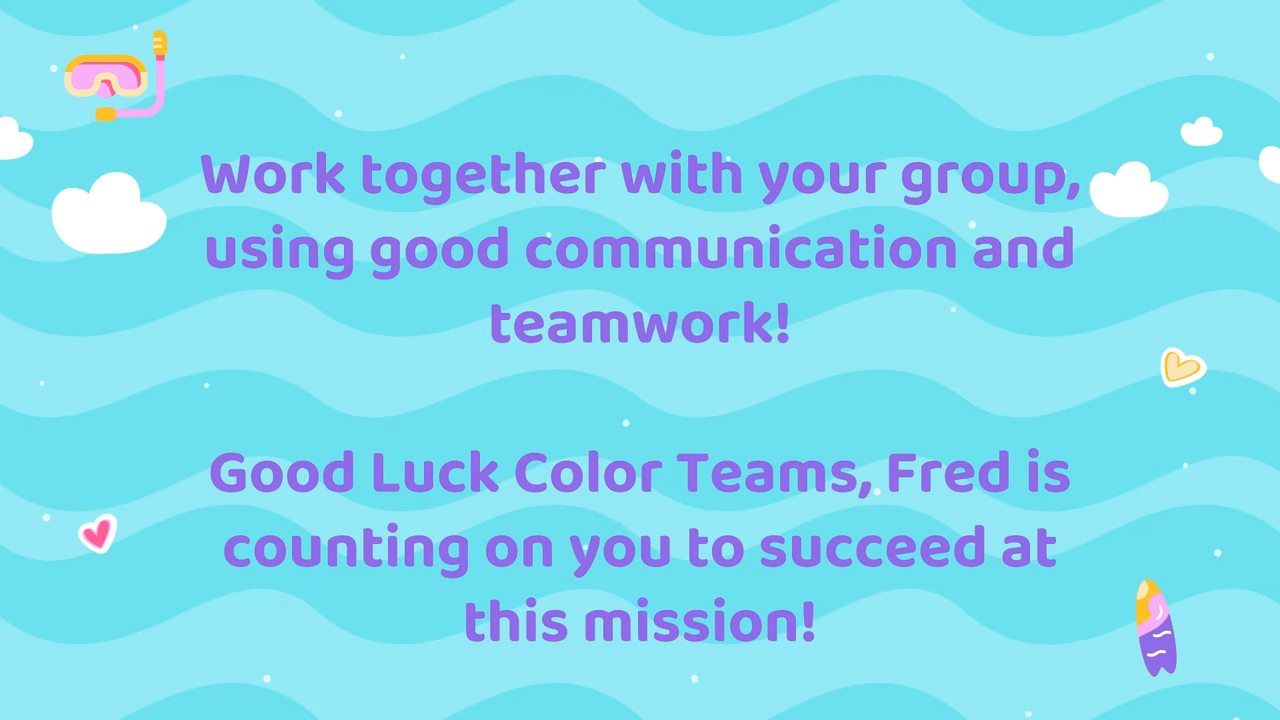 Work together with your group,
using good communication and
teamwork!
Good Luck Color Teams, Fred is
counting on you to succeed at
this mission!